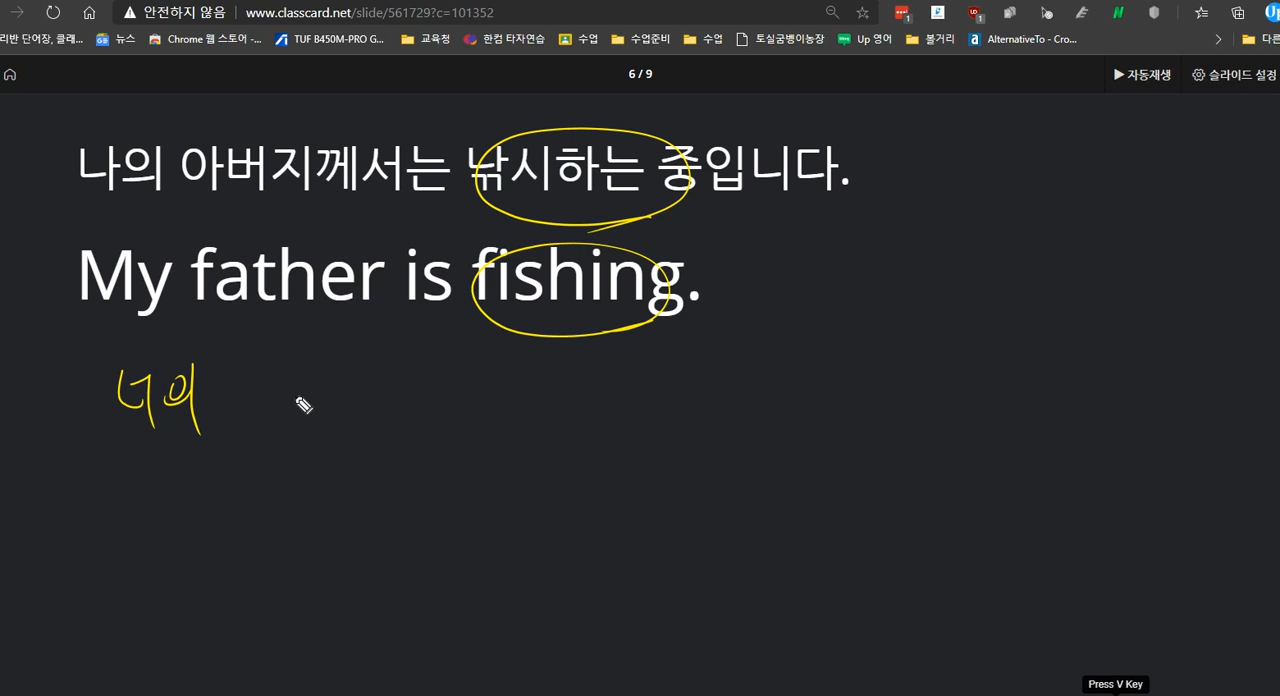 안전하지 않음 www.classcard.net/slide/561729?c=101352
리반 단어장, 클래... 뉴스 Chrome 웹 스토어 -... TUF B450M-PRO G... 교육청 한컴 타자연습 수업 수업준비 수업 토실굼벵이농장 Up 영어 볼거리 AlternativeTo - Cro... 다른
6 / 9 자동재생 슬라이드 설정
나의 아버지께서는 낚시하는 중입니다.
My father is fishing.
너의
Press V Key